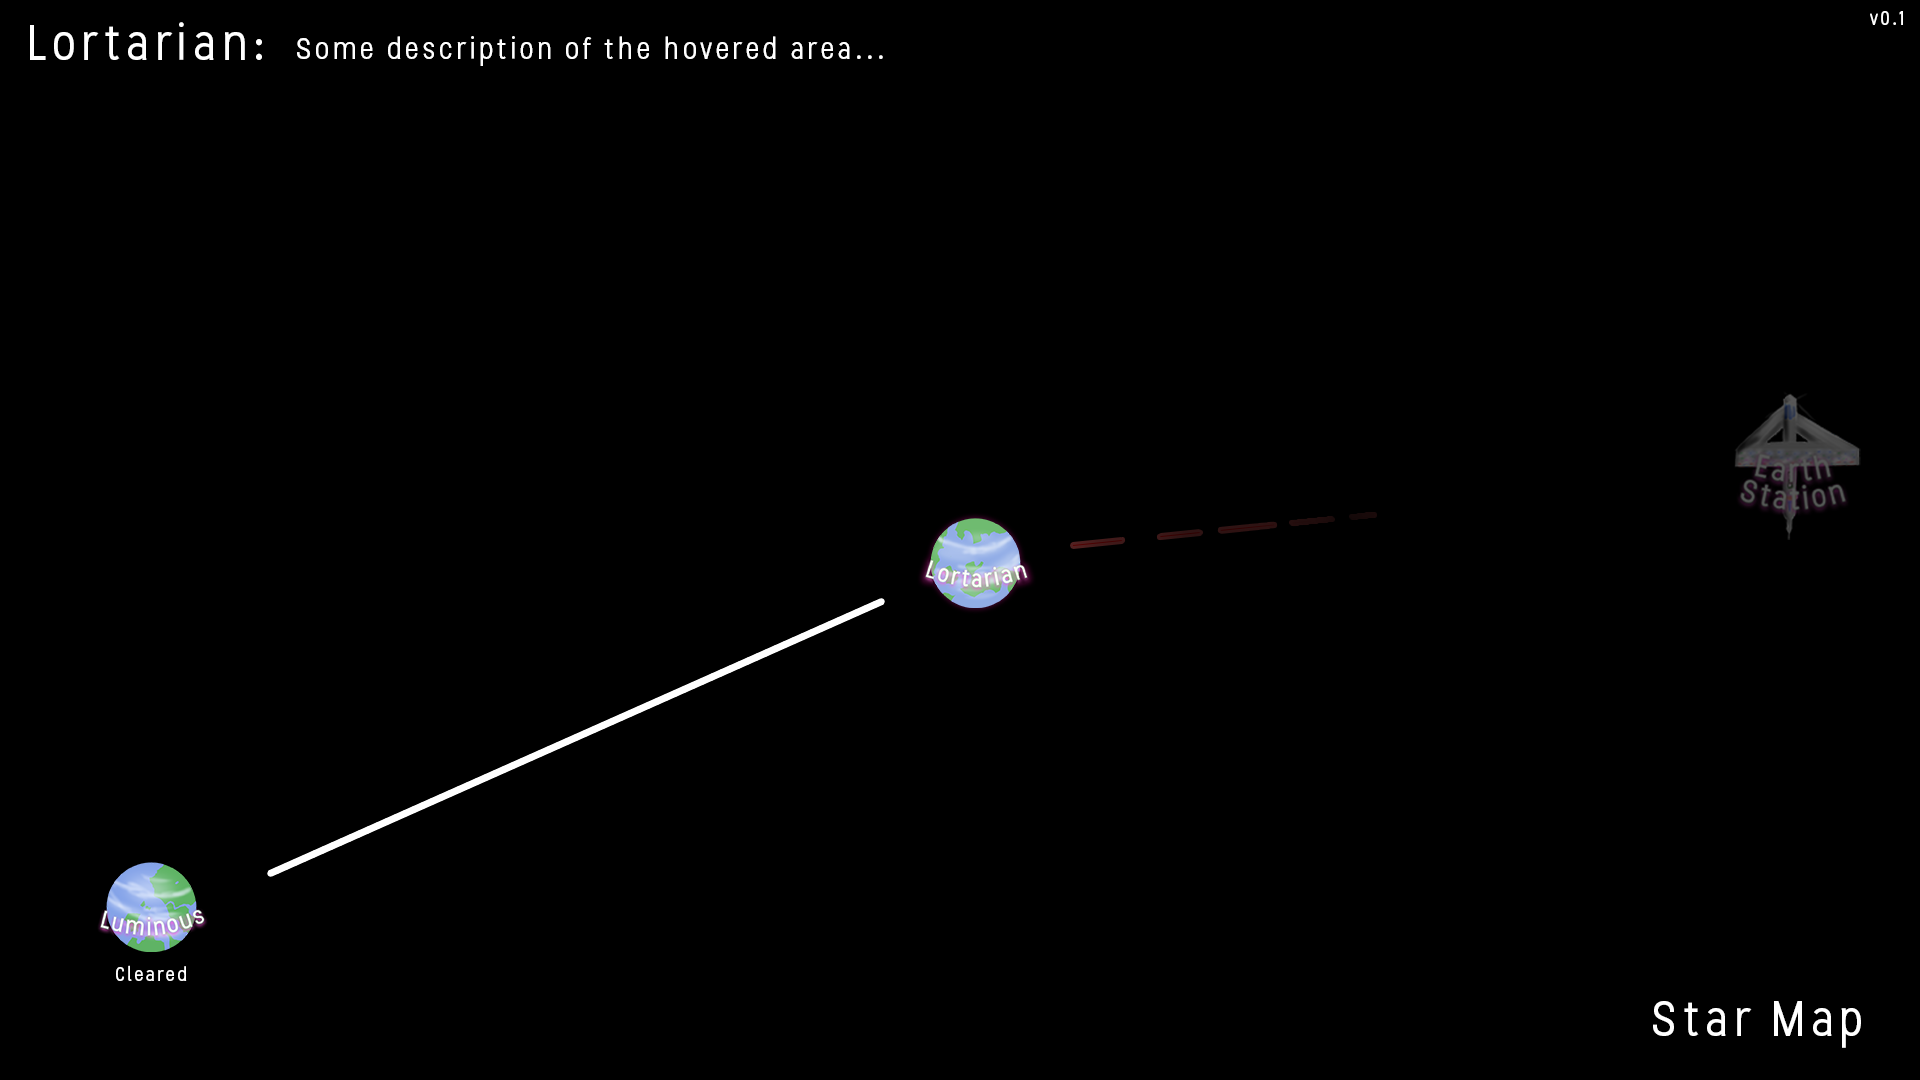 Lortarian: Some description of the hovered area...
v0.1
Earth
Station
Lortarian
Luminous
Cleared
Star Map